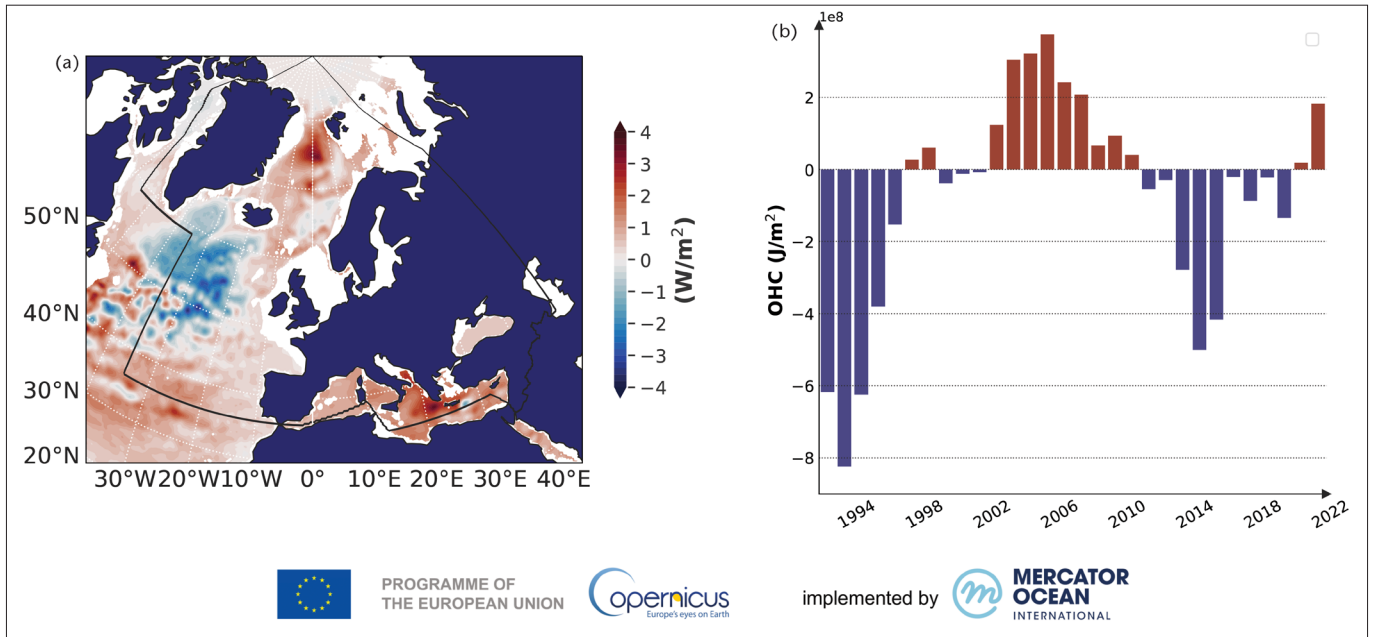 (a)
50°N
40°N
30°N
20°N
30°W20°W10°W 0° 10°E 20°E 30°E 40°E
4
3
2
1
0
−1
−2
−3
−4
(W/m²)
(b)
1e8
2
0
−2
−4
−6
−8
OHC (J/m²)
1994 1998 2002 2006 2010 2014 2018 2022
PROGRAMME OF
THE EUROPEAN UNION
opernicus
Europe's eyes on Earth
implemented by
MERCATOR
OCEAN
INTERNATIONAL